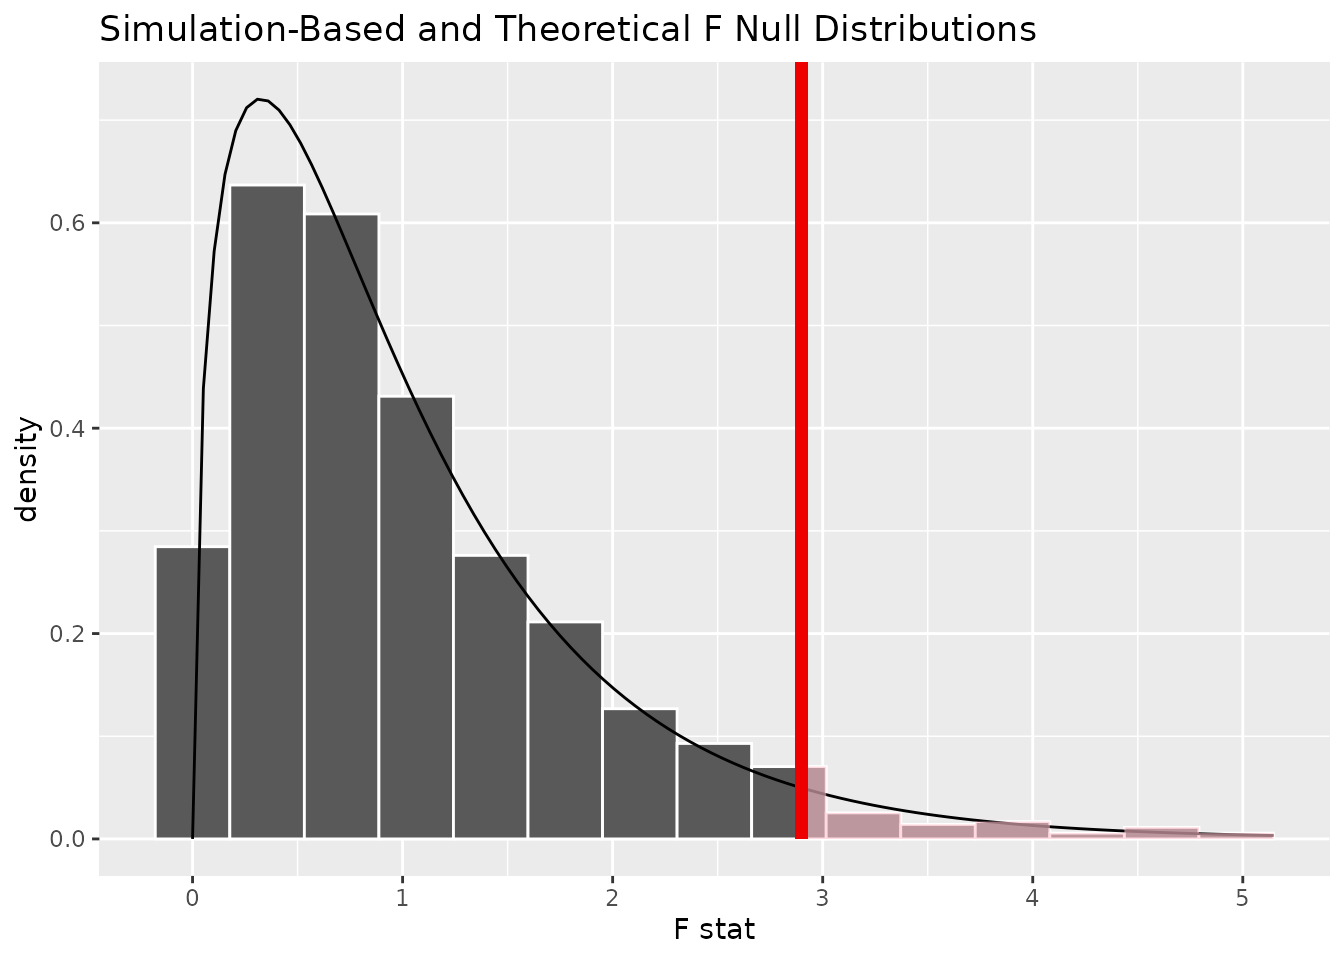 Simulation-Based and Theoretical F Null Distributions
density
0.6
0.4
0.2
0.0
0 1 2 3 4 5
F stat